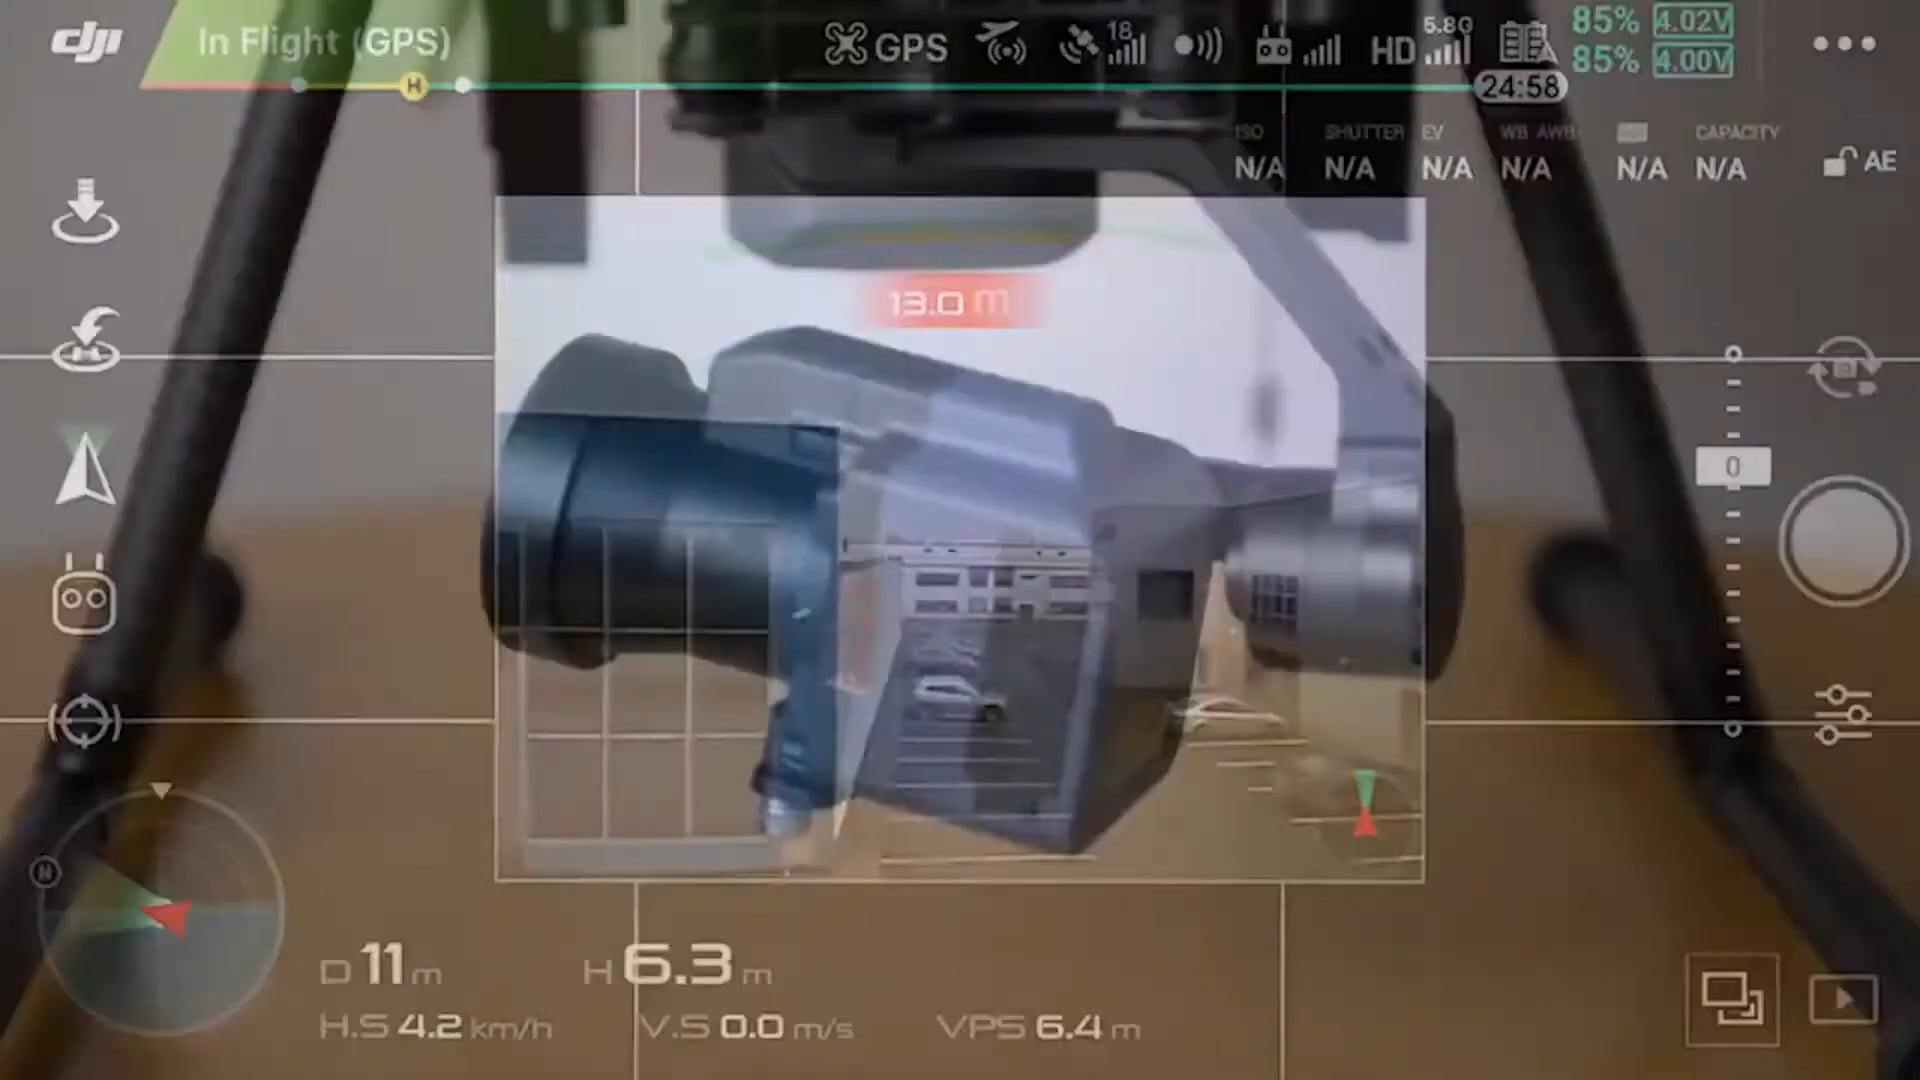 dji
In Flight (GPS)
GPS
18
HD
5.8G
85% 4.02V
85% 4.00V
24:58
ISO
N/A
SHUTTER
N/A
EV
N/A
WB AWB
N/A
N/A
CAPACITY
N/A
AE
13.0 m
0
H
N
D 11 m
H 6.3 m
H.S 4.2 km/h
V.S 0.0 m/s
VPS 6.4 m